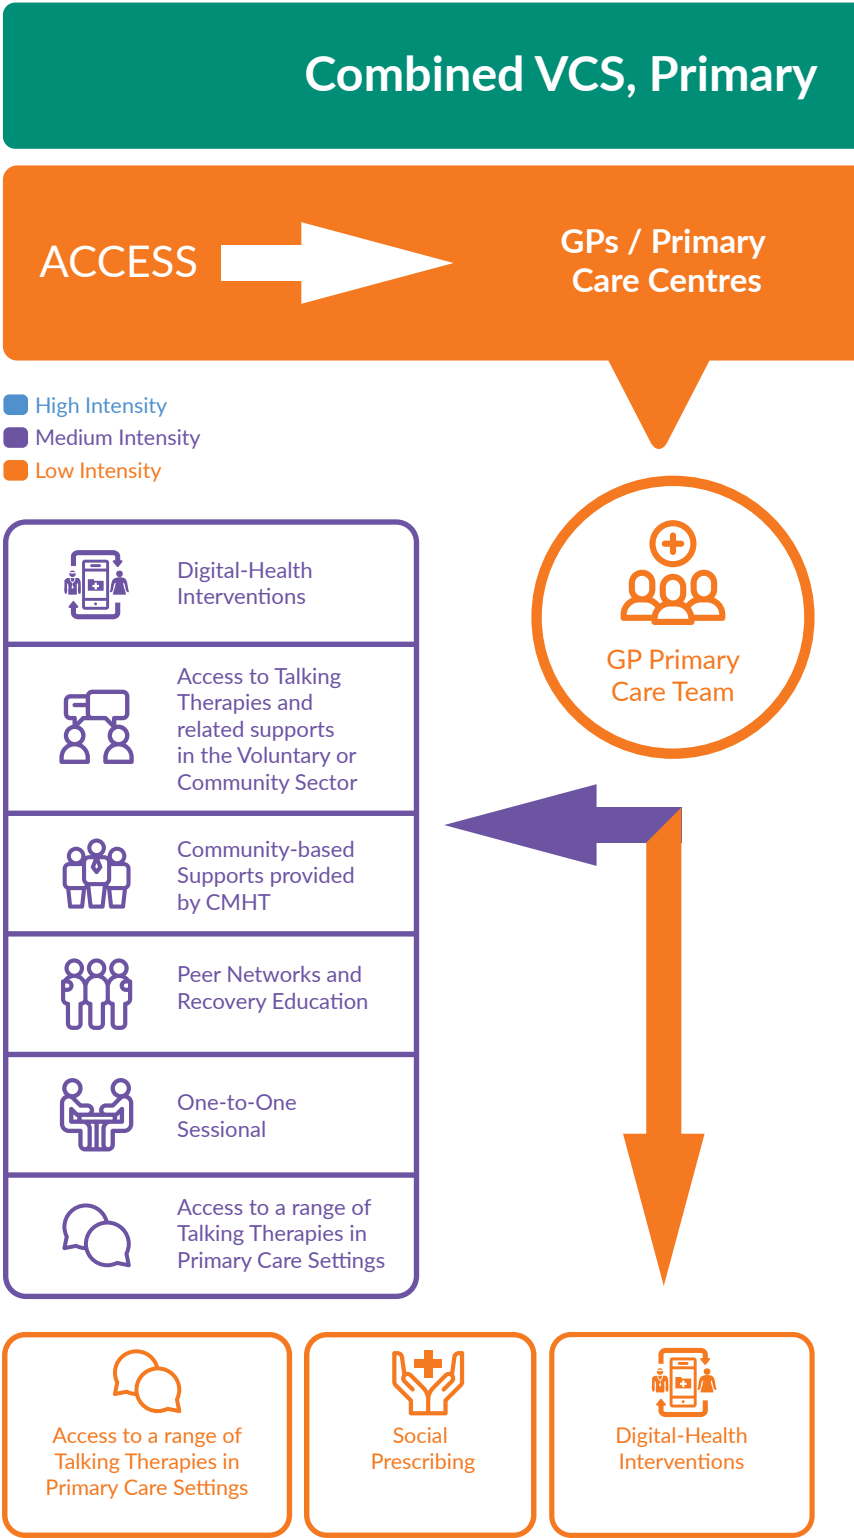 Combined VCS, Primary
ACCESS
GPs / Primary
Care Centres
High Intensity
Medium Intensity
Low Intensity
GP Primary
Care Team
Digital-Health
Interventions
Access to Talking
Therapies and
related supports
in the Voluntary or
Community Sector
Community-based
Supports provided
by CMHT
Peer Networks and
Recovery Education
One-to-One
Sessional
Access to a range of
Talking Therapies in
Primary Care Settings
Access to a range of
Talking Therapies in
Primary Care Settings
Social
Prescribing
Digital-Health
Interventions